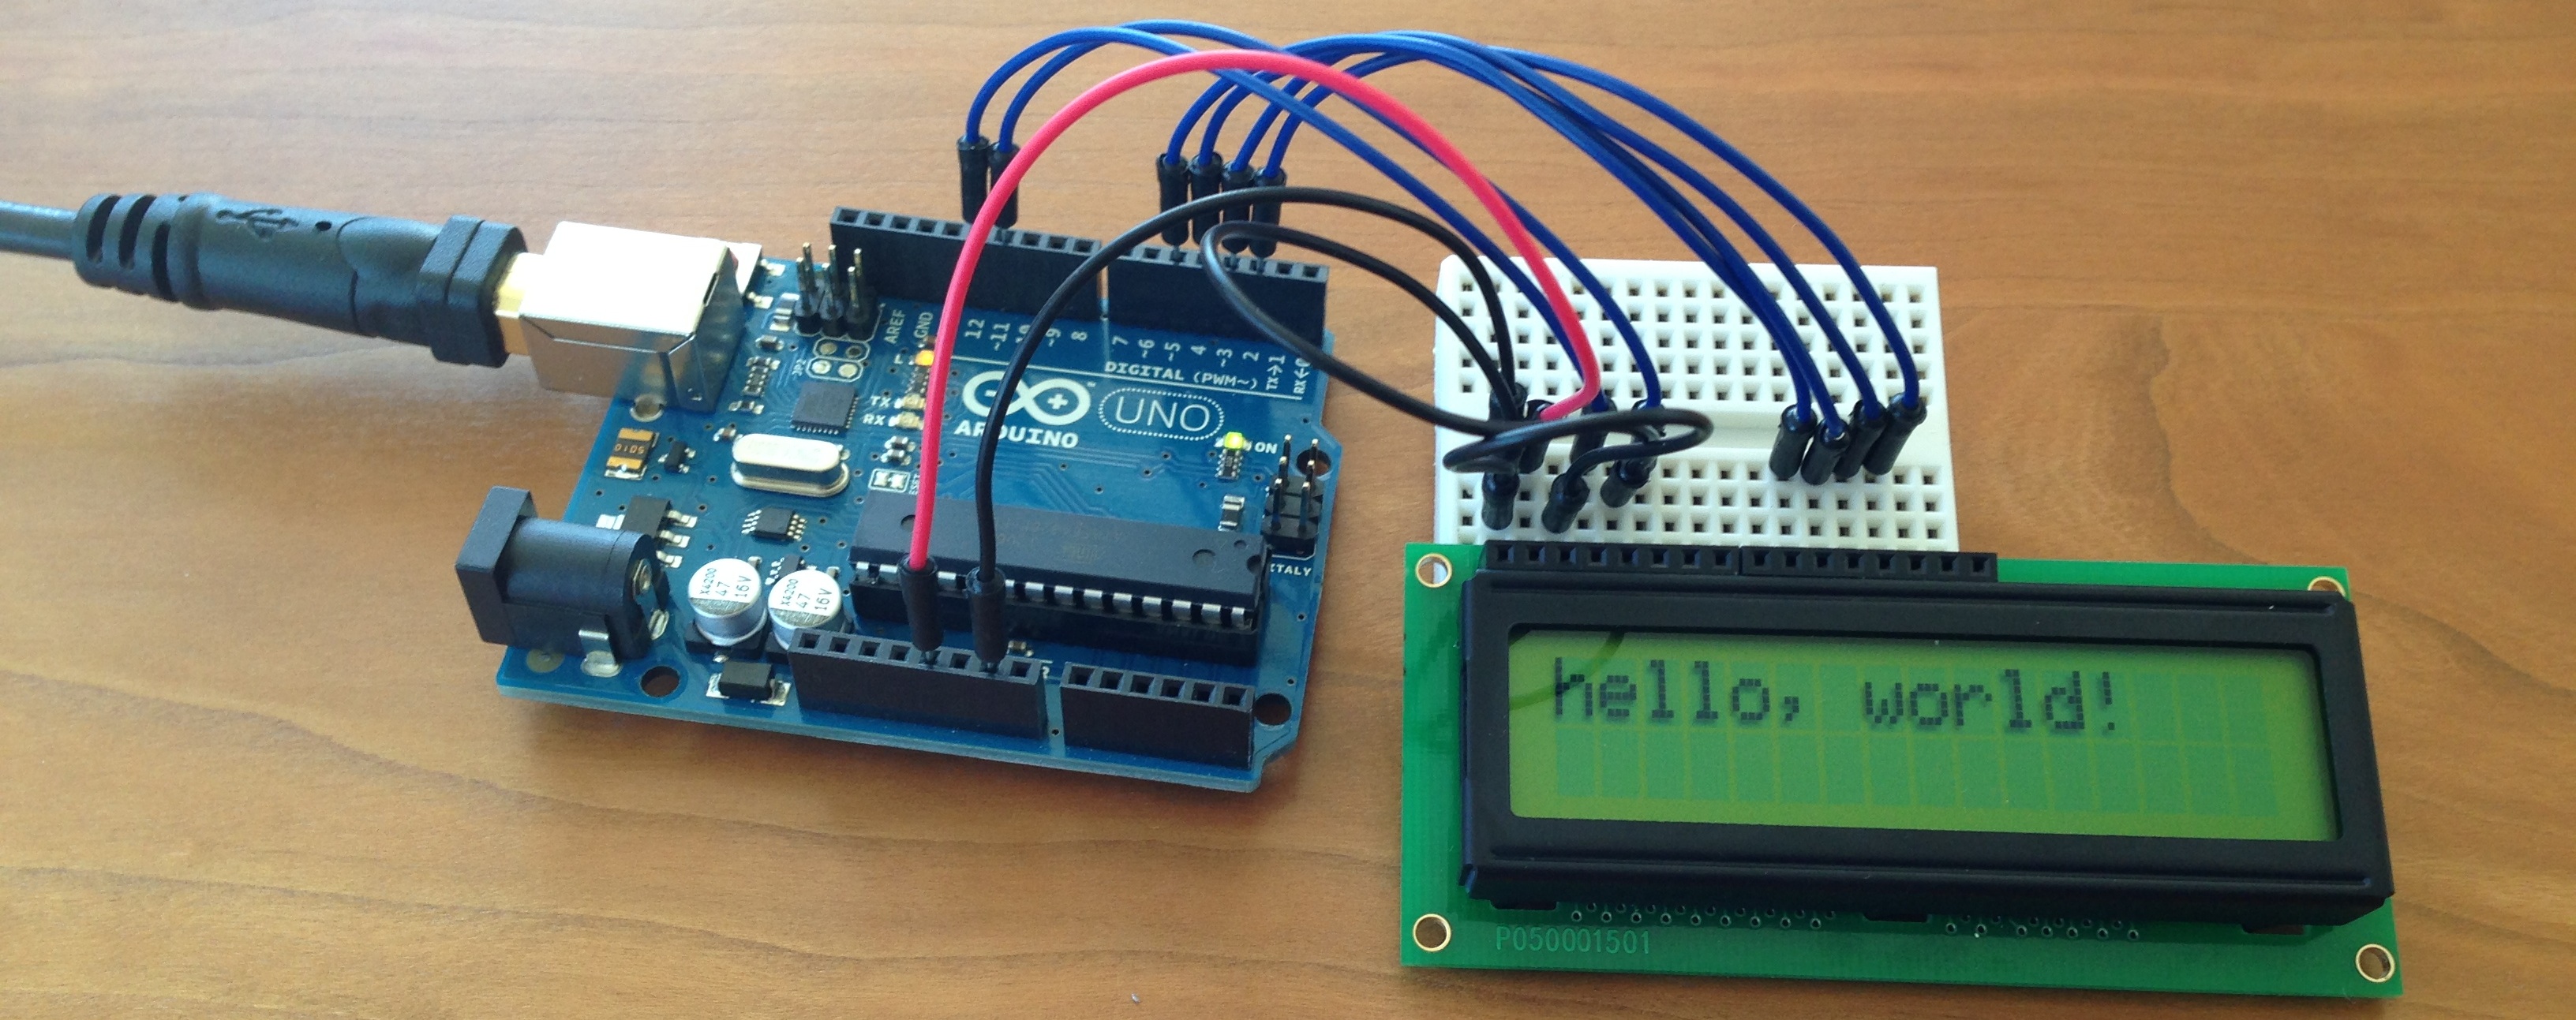 AREF
GND
12
~11
10
~9
8
7
~6
~5
4
~3
2
TX→1
RX←0
DIGITAL (PWM~)
TX
RX
ARDUINO
UNO
ON
ITALY
47
16V
47
16V
hello, world!
P050001501